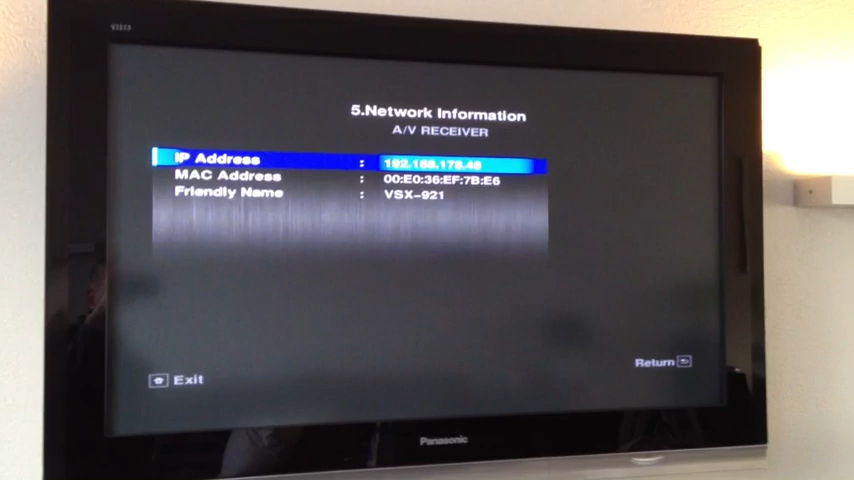 VIERA
5.Network Information
A/V RECEIVER
IP Address : 192.168.178.46
MAC Address : 00:E0:36:EF:7B:E6
Friendly Name : VSX-921
Exit
Return
Panasonic